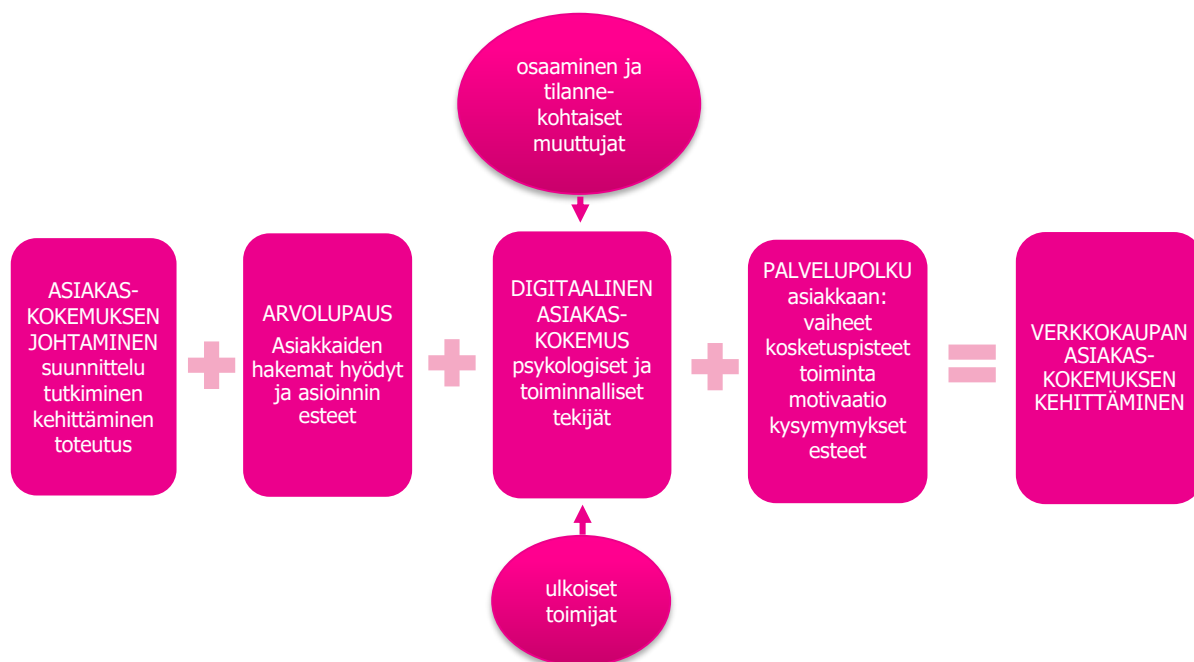 osaaminen ja
tilanne-
kohtaiset
muuttujat
ASIAKAS-
KOKEMUKSEN
JOHTAMINEN
suunnittelu
tutkiminen
kehittäminen
toteutus
ARVOLUPAUS
Asiakkaiden
hakemat hyödyt
ja asioinnin
esteet
DIGITAALINEN
ASIAKAS-
KOKEMUS
psykologiset ja
toiminnalliset
tekijät
PALVELUPOLKU
asiakkaan:
vaiheet
kosketuspisteet
toiminta
motivaatio
kysymymykset
esteet
VERKKOKAUPAN
ASIAKAS-
KOKEMUKSEN
KEHITTÄMINEN
ulkoiset
toimijat